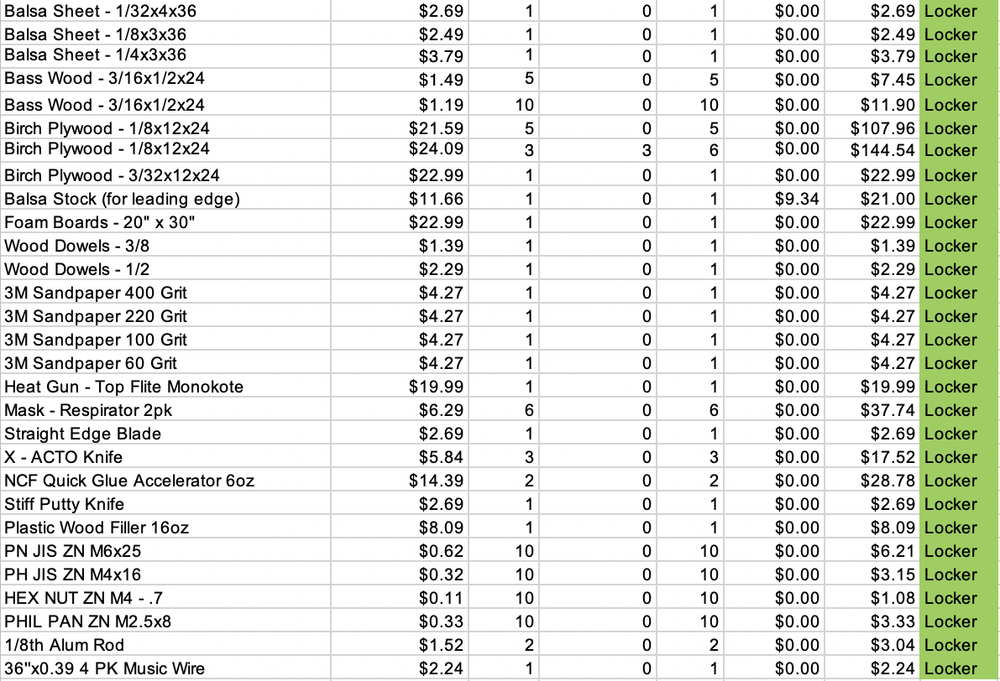 Balsa Sheet - 1/32x4x36 $2.69 1 0 1 $0.00 $2.69 Locker
Balsa Sheet - 1/8x3x36 $2.49 1 0 1 $0.00 $2.49 Locker
Balsa Sheet - 1/4x3x36 $3.79 1 0 1 $0.00 $3.79 Locker
Bass Wood - 3/16x1/2x24 $1.49 5 0 5 $0.00 $7.45 Locker
Bass Wood - 3/16x1/2x24 $1.19 10 0 10 $0.00 $11.90 Locker
Birch Plywood - 1/8x12x24 $21.59 5 0 5 $0.00 $107.96 Locker
Birch Plywood - 1/8x12x24 $24.09 3 3 6 $0.00 $144.54 Locker
Birch Plywood - 3/32x12x24 $22.99 1 0 1 $0.00 $22.99 Locker
Balsa Stock (for leading edge) $11.66 1 0 1 $9.34 $21.00 Locker
Foam Boards - 20" x 30" $22.99 1 0 1 $0.00 $22.99 Locker
Wood Dowels - 3/8 $1.39 1 0 1 $0.00 $1.39 Locker
Wood Dowels - 1/2 $2.29 1 0 1 $0.00 $2.29 Locker
3M Sandpaper 400 Grit $4.27 1 0 1 $0.00 $4.27 Locker
3M Sandpaper 220 Grit $4.27 1 0 1 $0.00 $4.27 Locker
3M Sandpaper 100 Grit $4.27 1 0 1 $0.00 $4.27 Locker
3M Sandpaper 60 Grit $4.27 1 0 1 $0.00 $4.27 Locker
Heat Gun - Top Flite Monokote $19.99 1 0 1 $0.00 $19.99 Locker
Mask - Respirator 2pk $6.29 6 0 6 $0.00 $37.74 Locker
Straight Edge Blade $2.69 1 0 1 $0.00 $2.69 Locker
X - ACTO Knife $5.84 3 0 3 $0.00 $17.52 Locker
NCF Quick Glue Accelerator 6oz $14.39 2 0 2 $0.00 $28.78 Locker
Stiff Putty Knife $2.69 1 0 1 $0.00 $2.69 Locker
Plastic Wood Filler 16oz $8.09 1 0 1 $0.00 $8.09 Locker
PN JIS ZN M6x25 $0.62 10 0 10 $0.00 $6.21 Locker
PH JIS ZN M4x16 $0.32 10 0 10 $0.00 $3.15 Locker
HEX NUT ZN M4 - .7 $0.11 10 0 10 $0.00 $1.08 Locker
PHIL PAN ZN M2.5x8 $0.33 10 0 10 $0.00 $3.33 Locker
1/8th Alum Rod $1.52 2 0 2 $0.00 $3.04 Locker
36"x0.39 4 PK Music Wire $2.24 1 0 1 $0.00 $2.24 Locker